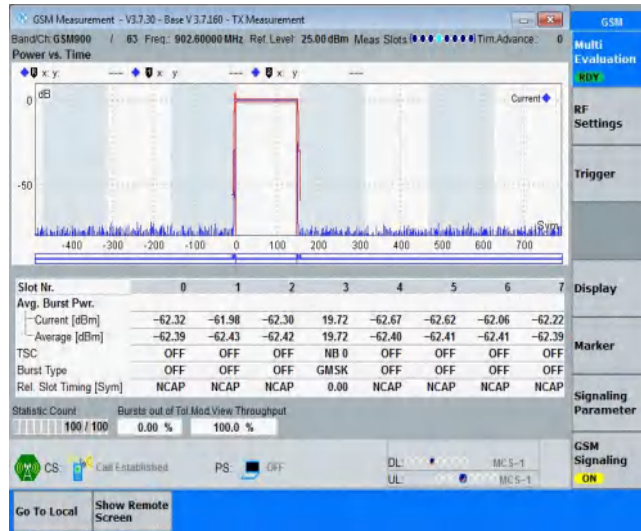 GSM Measurement - V3.7.30 - Base V 3.7.160 - TX Measurement
GSM
Band/Ch: GSM900 / 63 Freq.: 902.60000 MHz Ref. Level: 25.00 dBm Meas Slots Tim.Advance: 0
Power vs. Time
Multi Evaluation
RDY
x: y: --- x y --- x y ---
dB
Current
0
-50
Sym
-400 -300 -200 -100 0 100 200 300 400 500 600 700
RF Settings
Trigger
Slot Nr. 0 1 2 3 4 5 6 7
Avg. Burst Pwr.
Current [dBm] -62.32 -61.98 -62.30 19.72 -62.67 -62.62 -62.06 -62.22
Average [dBm] -62.39 -62.43 -62.42 19.72 -62.40 -62.41 -62.41 -62.39
TSC OFF OFF OFF NB 0 OFF OFF OFF OFF
Burst Type OFF OFF OFF GMSK OFF OFF OFF OFF
Rel. Slot Timing [Sym] NCAP NCAP NCAP 0.00 NCAP NCAP NCAP NCAP
Display
Marker
Signaling Parameter
Statistic Count Bursts out of Tol. Mod.View Throughput
100 / 100 0.00 % 100.0 %
CS: Call Established PS: OFF DL: MCS-1
UL: MCS-1
GSM Signaling
ON
Go To Local
Show Remote Screen